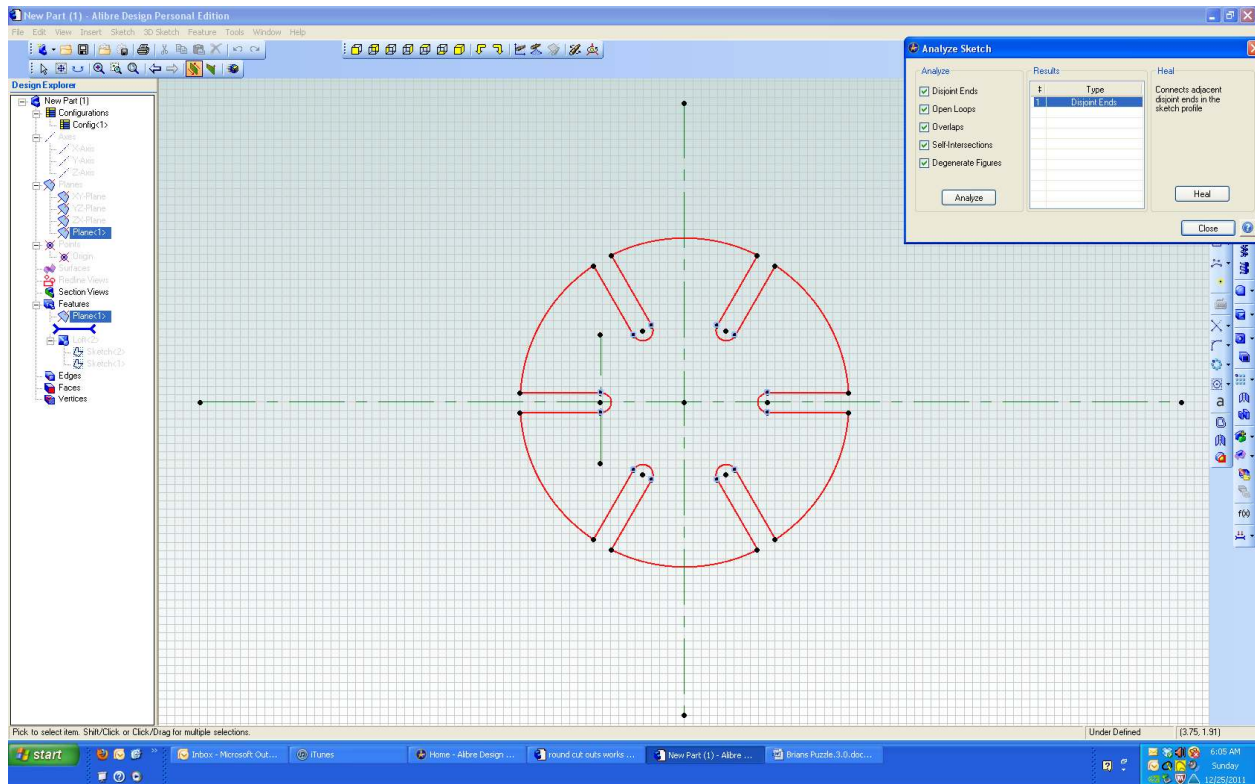 New Part (1) - Alibre Design Personal Edition
File Edit View Insert Sketch 3D Sketch Feature Tools Window Help
Design Explorer
New Part (1)
Configurations
Config<1>
Axes
X-Axis
Y-Axis
Z-Axis
Planes
XY-Plane
YZ-Plane
ZX-Plane
Plane<1>
Points
Origin
Surfaces
Redline Views
Section Views
Features
Plane<1>
Loft<2>
Sketch<2>
Sketch<1>
Edges
Faces
Vertices
Analyze Sketch
Analyze
Disjoint Ends
Open Loops
Overlaps
Self-Intersections
Degenerate Figures
Analyze
Results
‡ Type
1 Disjoint Ends
Heal
Connects adjacent
disjoint ends in the
sketch profile
Heal
Close
a
f(x)
Pick to select item. Shift/Click or Click/Drag for multiple selections.
Under Defined (3.75, 1.91)
start
Inbox - Microsoft Out... iTunes Home - Alibre Design ... round cut outs works ... New Part (1) - Alibre ... Brians Puzzle.3.0.doc...
6:05 AM
Sunday
12/25/2011